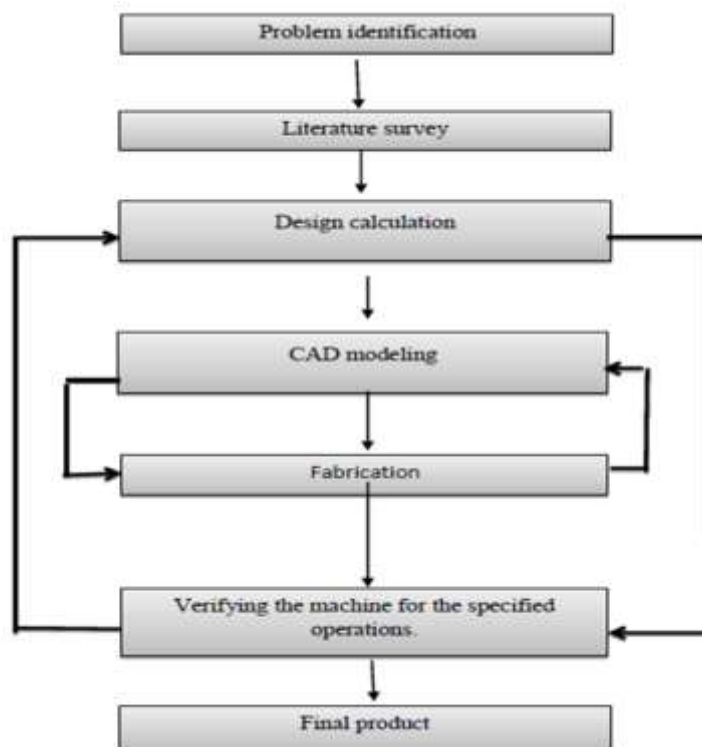 Problem identification
Literature survey
Design calculation
CAD modeling
Fabrication
Verifying the machine for the specified
operations.
Final product